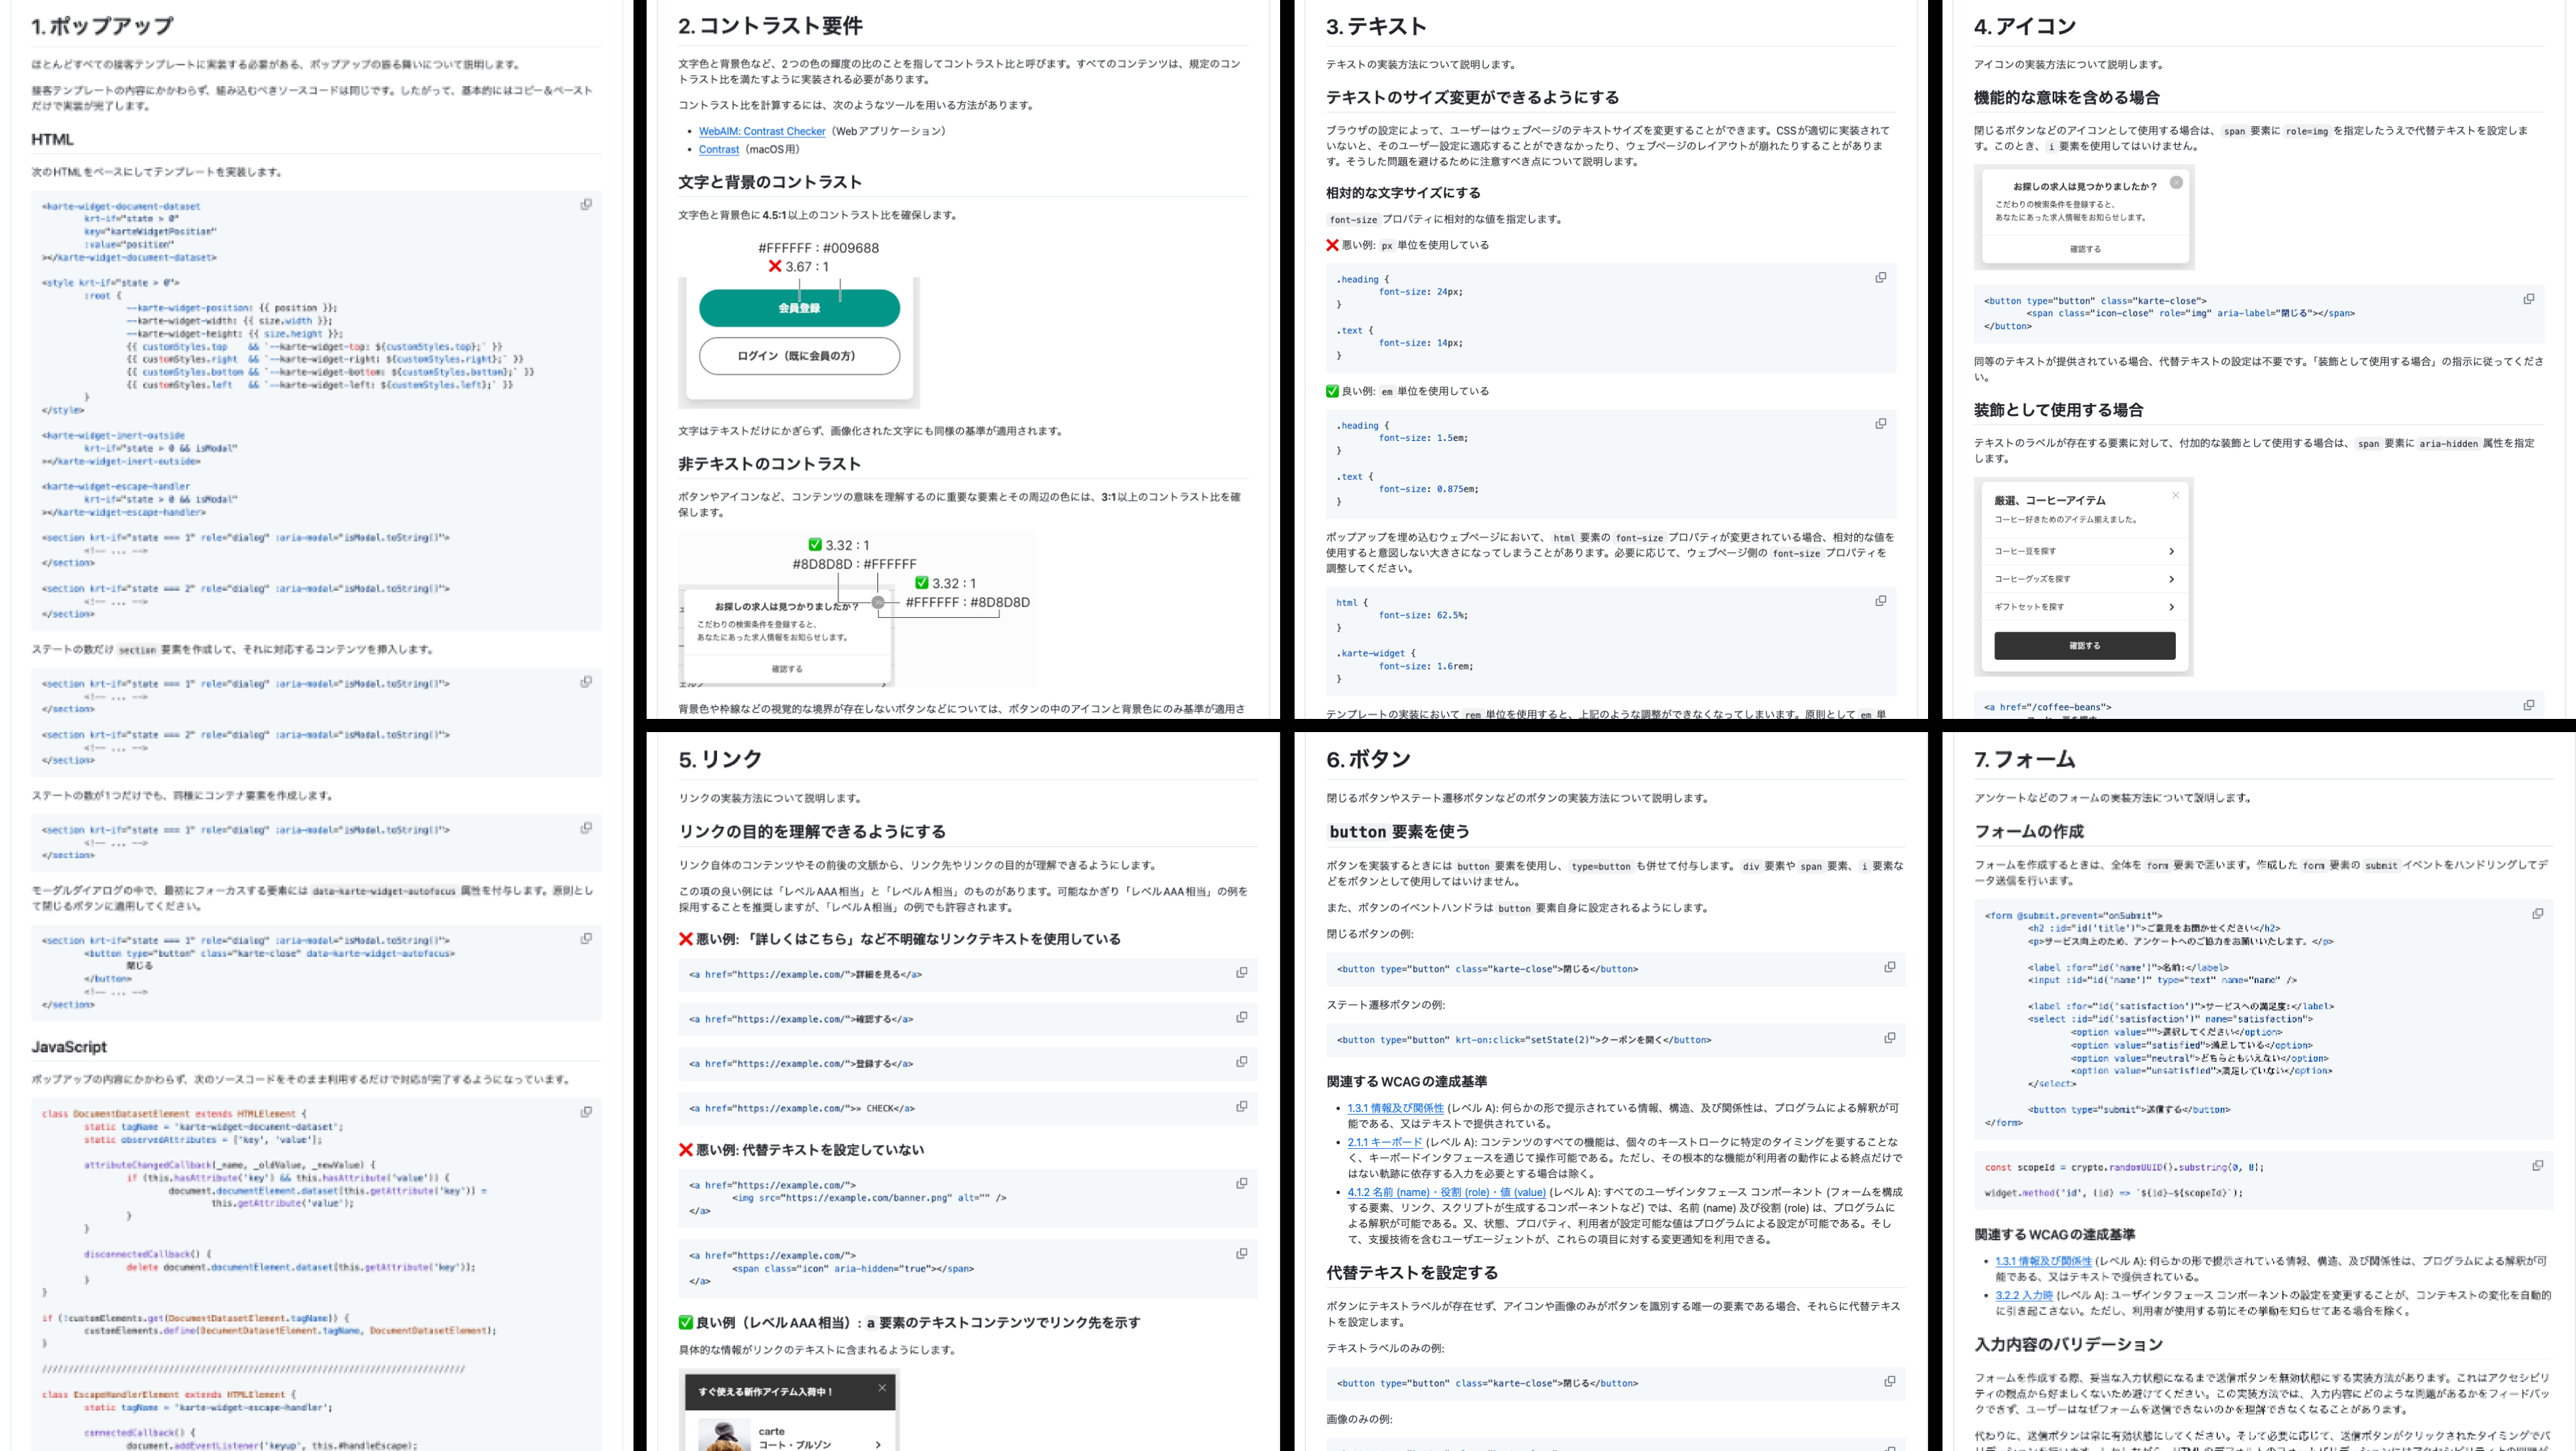 1. ポップアップ
ほとんどすべての接客テンプレートに実装する必要がある、ポップアップの振る舞いについて説明します。
接客テンプレートの内容にかかわらず、組み込むべきソースコードは同じです。したがって、基本的にはコピー＆ペースト
だけで実装が完了します。
HTML
次のHTMLをベースにしてテンプレートを実装します。
<karte-widget-document-dataset
krt-if="state > 0"
key="karteWidgetPosition"
:value="position"
></karte-widget-document-dataset>
<style krt-if="state > 0">
:root {
--karte-widget-position: {{ position }};
--karte-widget-width: {{ size.width }};
--karte-widget-height: {{ size.height }};
{{ customStyles.top && `--karte-widget-top: ${customStyles.top};` }}
{{ customStyles.right && `--karte-widget-right: ${customStyles.right};` }}
{{ customStyles.bottom && `--karte-widget-bottom: ${customStyles.bottom};` }}
{{ customStyles.left && `--karte-widget-left: ${customStyles.left};` }}
}
</style>
<karte-widget-inert-outside
krt-if="state > 0 && isModal"
></karte-widget-inert-outside>
<karte-widget-escape-handler
krt-if="state > 0 && isModal"
></karte-widget-escape-handler>
<section krt-if="state === 1" role="dialog" :aria-modal="isModal.toString()">
<!-- ... -->
</section>
<section krt-if="state === 2" role="dialog" :aria-modal="isModal.toString()">
<!-- ... -->
</section>
ステートの数だけ section 要素を作成して、それに対応するコンテンツを挿入します。
<section krt-if="state === 1" role="dialog" :aria-modal="isModal.toString()">
<!-- ... -->
</section>
<section krt-if="state === 2" role="dialog" :aria-modal="isModal.toString()">
<!-- ... -->
</section>
ステートの数が1つだけでも、同様にコンテナ要素を作成します。
<section krt-if="state === 1" role="dialog" :aria-modal="isModal.toString()">
<!-- ... -->
</section>
モーダルダイアログの中で、最初にフォーカスする要素には data-karte-widget-autofocus 属性を付与します。原則とし
て閉じるボタンに適用してください。
<section krt-if="state === 1" role="dialog" :aria-modal="isModal.toString()">
<button type="button" class="karte-close" data-karte-widget-autofocus>
閉じる
</button>
<!-- ... -->
</section>
JavaScript
ポップアップの内容にかかわらず、次のソースコードをそのまま利用するだけで対応が完了するようになっています。
class DocumentDatasetElement extends HTMLElement {
static tagName = 'karte-widget-document-dataset';
static observedAttributes = ['key', 'value'];
attributeChangedCallback(_name, _oldValue, _newValue) {
if (this.hasAttribute('key') && this.hasAttribute('value')) {
document.documentElement.dataset[this.getAttribute('key')] =
this.getAttribute('value');
}
}
disconnectedCallback() {
delete document.documentElement.dataset[this.getAttribute('key')];
}
}
if (!customElements.get(DocumentDatasetElement.tagName)) {
customElements.define(DocumentDatasetElement.tagName, DocumentDatasetElement);
}
class EscapeHandlerElement extends HTMLElement {
static tagName = 'karte-widget-escape-handler';
connectedCallback() {
document.addEventListener('keyup', this.#handleEscape);
2. コントラスト要件
文字色と背景色など、2つの色の輝度の比のことを指してコントラスト比と呼びます。すべてのコンテンツは、規定のコン
トラスト比を満たすように実装される必要があります。
コントラスト比を計算するには、次のようなツールを用いる方法があります。
• WebAIM: Contrast Checker（Webアプリケーション）
• Contrast（macOS用）
文字と背景のコントラスト
文字色と背景色に4.5:1以上のコントラスト比を確保します。
#FFFFFF : #009688
❌ 3.67 : 1
会員登録
ログイン（既に会員の方）
文字はテキストだけにかぎらず、画像化された文字にも同様の基準が適用されます。
非テキストのコントラスト
ボタンやアイコンなど、コンテンツの意味を理解するのに重要な要素とその周辺の色には、3:1以上のコントラスト比を確
保します。
✅ 3.32 : 1
#8D8D8D : #FFFFFF
✅ 3.32 : 1
#FFFFFF : #8D8D8D
お探しの求人は見つかりましたか？
こだわりの検索条件を登録すると、
あなたにあった求人情報をお知らせします。
確認する
背景色や枠線などの視覚的な境界が存在しないボタンなどについては、ボタンの中のアイコンと背景色にのみ基準が適用さ
3. テキスト
テキストの実装方法について説明します。
テキストのサイズ変更ができるようにする
ブラウザの設定によって、ユーザーはウェブページのテキストサイズを変更することができます。CSSが適切に実装されて
いないと、そのユーザー設定に適応することができなかったり、ウェブページのレイアウトが崩れたりすることがありま
す。そうした問題を避けるために注意すべき点について説明します。
相対的な文字サイズにする
font-size プロパティに相対的な値を指定します。
❌ 悪い例: px 単位を使用している
.heading {
font-size: 24px;
}
.text {
font-size: 14px;
}
✅ 良い例: em 単位を使用している
.heading {
font-size: 1.5em;
}
.text {
font-size: 0.875em;
}
ポップアップを埋め込むウェブページにおいて、html 要素の font-size プロパティが変更されている場合、相対的な値を
使用すると意図しない大きさになってしまうことがあります。必要に応じて、ウェブページ側の font-size プロパティを
調整してください。
html {
font-size: 62.5%;
}
.karte-widget {
font-size: 1.6rem;
}
テンプレートの実装において rem 単位を使用すると、上記のような調整ができなくなってしまいます。原則として em 単
4. アイコン
アイコンの実装方法について説明します。
機能的な意味を含める場合
閉じるボタンなどのアイコンとして使用する場合は、span 要素に role=img を指定したうえで代替テキストを設定しま
す。このとき、i 要素を使用してはいけません。
お探しの求人は見つかりましたか？
こだわりの検索条件を登録すると、
あなたにあった求人情報をお知らせします。
確認する
<button type="button" class="karte-close">
<span class="icon-close" role="img" aria-label="閉じる"></span>
</button>
同等のテキストが提供されている場合、代替テキストの設定は不要です。「装飾として使用する場合」の指示に従ってくださ
い。
装飾として使用する場合
テキストのラベルが存在する要素に対して、付加的な装飾として使用する場合は、span 要素に aria-hidden 属性を指定
します。
厳選、コーヒーアイテム
コーヒー好きためのアイテム揃えました。
コーヒー豆を探す
コーヒーグッズを探す
ギフトセットを探す
確認する
<a href="/coffee-beans">
5. リンク
リンクの実装方法について説明します。
リンクの目的を理解できるようにする
リンク自体のコンテンツやその前後の文脈から、リンク先やリンクの目的が理解できるようにします。
この項の良い例には「レベルAAA相当」と「レベルA相当」のものがあります。可能なかぎり「レベルAAA相当」の例を
採用することを推奨しますが、「レベルA相当」の例でも許容されます。
❌ 悪い例: 「詳しくはこちら」など不明確なリンクテキストを使用している
<a href="https://example.com/">詳細を見る</a>
<a href="https://example.com/">確認する</a>
<a href="https://example.com/">登録する</a>
<a href="https://example.com/">» CHECK</a>
❌ 悪い例: 代替テキストを設定していない
<a href="https://example.com/">
<img src="https://example.com/banner.png" alt="" />
</a>
<a href="https://example.com/">
<span class="icon" aria-hidden="true"></span>
</a>
✅ 良い例（レベルAAA相当）: a 要素のテキストコンテンツでリンク先を示す
具体的な情報がリンクのテキストに含まれるようにします。
すぐ使える新作アイテム入荷中！
carte
コート・ブルゾン
6. ボタン
閉じるボタンやステート遷移ボタンなどのボタンの実装方法について説明します。
button 要素を使う
ボタンを実装するときには button 要素を使用し、type=button も併せて付与します。div 要素や span 要素、i 要素な
どをボタンとして使用してはいけません。
また、ボタンのイベントハンドラは button 要素自身に設定されるようにします。
閉じるボタンの例:
<button type="button" class="karte-close">閉じる</button>
ステート遷移ボタンの例:
<button type="button" krt-on:click="setState(2)">クーポンを開く</button>
関連するWCAGの達成基準
• 1.3.1 情報及び関係性 (レベル A): 何らかの形で提示されている情報、構造、及び関係性は、プログラムによる解釈が可
能である、又はテキストで提供されている。
• 2.1.1 キーボード (レベル A): コンテンツのすべての機能は、個々のキーストロークに特定のタイミングを要することな
く、キーボードインタフェースを通じて操作可能である。ただし、その根本的な機能が利用者の動作による終点だけで
はない軌跡に依存する入力を必要とする場合は除く。
• 4.1.2 名前 (name)・役割 (role)・値 (value) (レベル A): すべてのユーザインタフェース コンポーネント (フォームを構成
する要素、リンク、スクリプトが生成するコンポーネントなど) では、名前 (name) 及び役割 (role) は、プログラムに
よる解釈が可能である。又、状態、プロパティ、利用者が設定可能な値はプログラムによる設定が可能である。そし
て、支援技術を含むユーザエージェントが、これらの項目に対する変更通知を利用できる。
代替テキストを設定する
ボタンにテキストラベルが存在せず、アイコンや画像のみがボタンを識別する唯一の要素である場合、それらに代替テキス
トを設定します。
テキストラベルのみの例:
<button type="button" class="karte-close">閉じる</button>
画像のみの例:
7. フォーム
アンケートなどのフォームの実装方法について説明します。
フォームの作成
フォームを作成するときは、全体を form 要素で囲います。作成した form 要素の submit イベントをハンドリングしてデ
ータ送信を行います。
<form @submit.prevent="onSubmit">
<h2 :id="id('title')">ご意見をお聞かせください</h2>
<p>サービス向上のため、アンケートへのご協力をお願いいたします。</p>
<label :for="id('name')">名前:</label>
<input :id="id('name')" type="text" name="name" />
<label :for="id('satisfaction')">サービスへの満足度:</label>
<select :id="id('satisfaction')" name="satisfaction">
<option value="">選択してください</option>
<option value="satisfied">満足している</option>
<option value="neutral">どちらともいえない</option>
<option value="unsatisfied">満足していない</option>
</select>
<button type="submit">送信する</button>
</form>
const scopeId = crypto.randomUUID().substring(0, 8);
widget.method('id', (id) => `${id}-${scopeId}`);
関連するWCAGの達成基準
• 1.3.1 情報及び関係性 (レベル A): 何らかの形で提示されている情報、構造、及び関係性は、プログラムによる解釈が可
能である、又はテキストで提供されている。
• 3.2.2 入力時 (レベル A): ユーザインタフェース コンポーネントの設定を変更することが、コンテキストの変化を自動的
に引き起こさない。ただし、利用者が使用する前にその挙動を知らせてある場合を除く。
入力内容のバリデーション
フォームを作成する際、妥当な入力状態になるまで送信ボタンを無効状態にする実装方法があります。これはアクセシビリ
ティの観点から好ましくないため避けてください。この実装方法では、入力内容にどのような問題があるかをフィードバッ
クできず、ユーザーはなぜフォームを送信できないのかを理解できなくなることがあります。
代わりに、送信ボタンは常に有効状態にしてください。そして必要に応じて、送信ボタンがクリックされたタイミングでバ